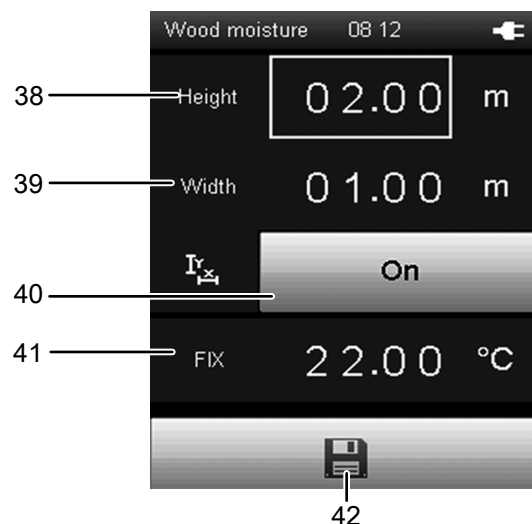 Wood moisture 08 12
38 Height 02.00 m
39 Width 01.00 m
40 On
41 FIX 22.00 °C
42